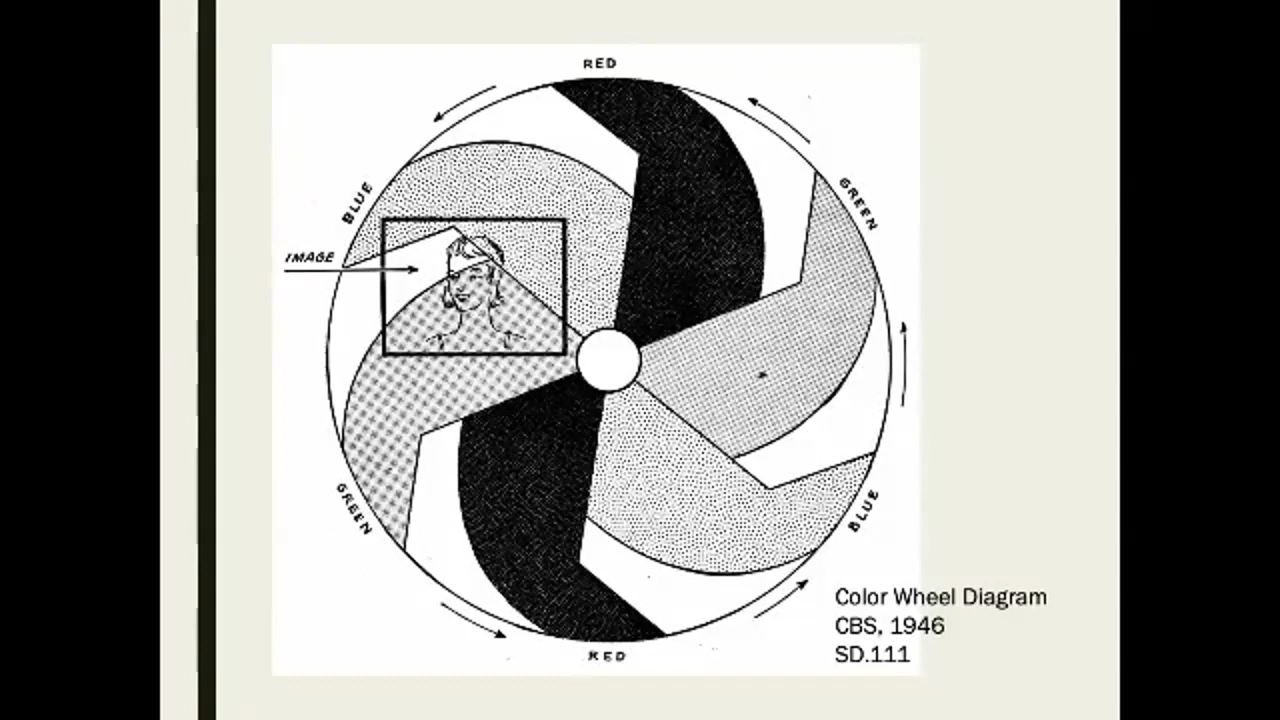 RED
GREEN
BLUE
IMAGE
GREEN
BLUE
RED
Color Wheel Diagram
CBS, 1946
SD.111